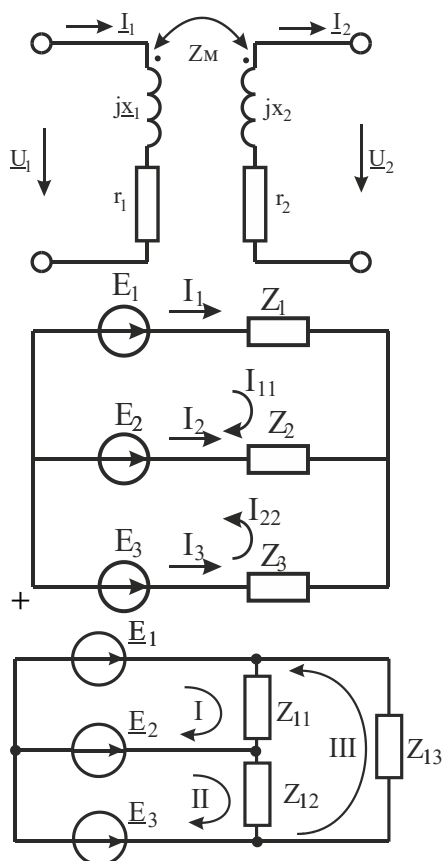 I₁ Zм I₂
jx₁ jx₂
U₁ U₂
r₁ r₂
E₁ I₁ Z₁
I₁₁
E₂ I₂ Z₂
I₂₂
E₃ I₃ Z₃
+
E₁
I Z₁₁
E₂ III Z₁₃
II Z₁₂
E₃